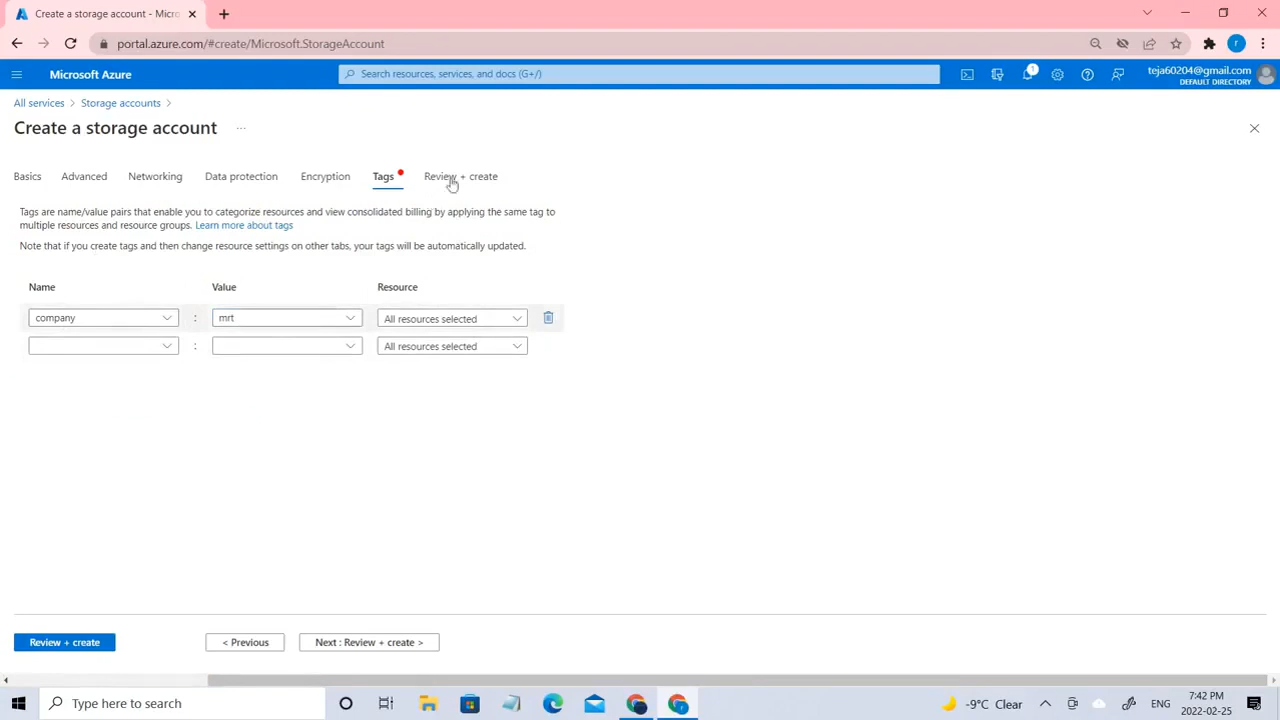 Create a storage account - Micro
portal.azure.com/#create/Microsoft.StorageAccount
Microsoft Azure
Search resources, services, and docs (G+/)
1
teja60204@gmail.com
DEFAULT DIRECTORY
All services > Storage accounts >
Create a storage account ...
Basics Advanced Networking Data protection Encryption Tags Review + create
Tags are name/value pairs that enable you to categorize resources and view consolidated billing by applying the same tag to
multiple resources and resource groups. Learn more about tags
Note that if you create tags and then change resource settings on other tabs, your tags will be automatically updated.
Name Value Resource
company : mrt All resources selected
: All resources selected
Review + create < Previous Next : Review + create >
Type here to search
-9°C Clear
ENG
7:42 PM
2022-02-25